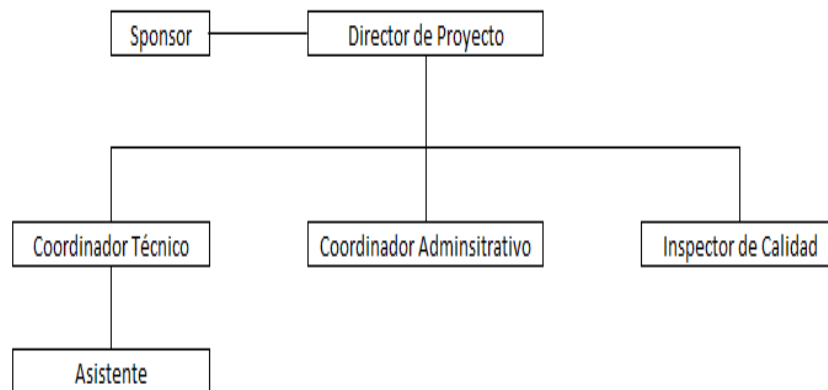 Sponsor
Director de Proyecto
Coordinador Técnico
Coordinador Adminsitrativo
Inspector de Calidad
Asistente